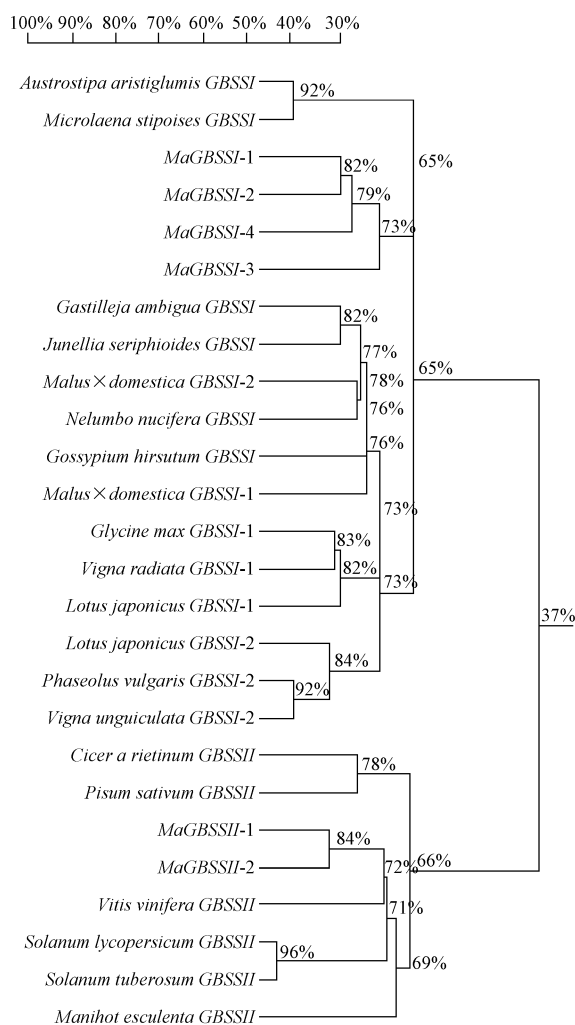 100% 90% 80% 70% 60% 50% 40% 30%
Austrostipa aristiglumis GBSSI
92%
Microlaena stipoises GBSSI
MaGBSSI-1
65%
82%
MaGBSSI-2
79%
MaGBSSI-4
73%
MaGBSSI-3
Gastilleja ambigua GBSSI
82%
Junellia seriphioides GBSSI
77%
65%
Malus×domestica GBSSI-2
78%
76%
Nelumbo nucifera GBSSI
76%
Gossypium hirsutum GBSSI
Malus×domestica GBSSI-1
73%
Glycine max GBSSI-1
83%
Vigna radiata GBSSI-1
82%
73%
Lotus japonicus GBSSI-1
37%
Lotus japonicus GBSSI-2
84%
Phaseolus vulgaris GBSSI-2
92%
Vigna unguiculata GBSSI-2
Cicer a rietinum GBSSII
78%
Pisum sativum GBSSII
MaGBSSII-1
84%
MaGBSSII-2
72%
66%
Vitis vinifera GBSSII
71%
Solanum lycopersicum GBSSII
96%
69%
Solanum tuberosum GBSSII
Manihot esculenta GBSSII